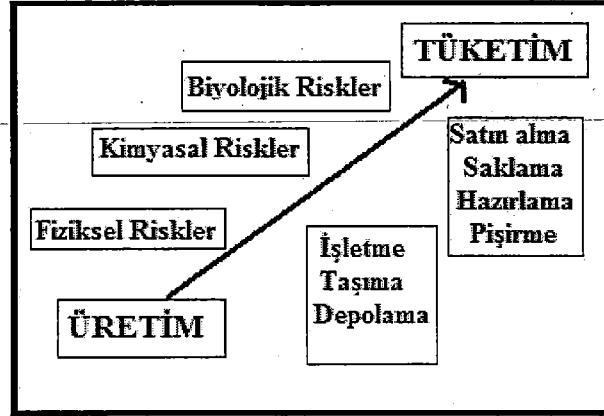 TÜKETİM
Biyolojik Riskler
Kimyasal Riskler
Satın alma
Saklama
Hazırlama
Pişirme
Fiziksel Riskler
İşletme
Taşıma
Depolama
ÜRETİM